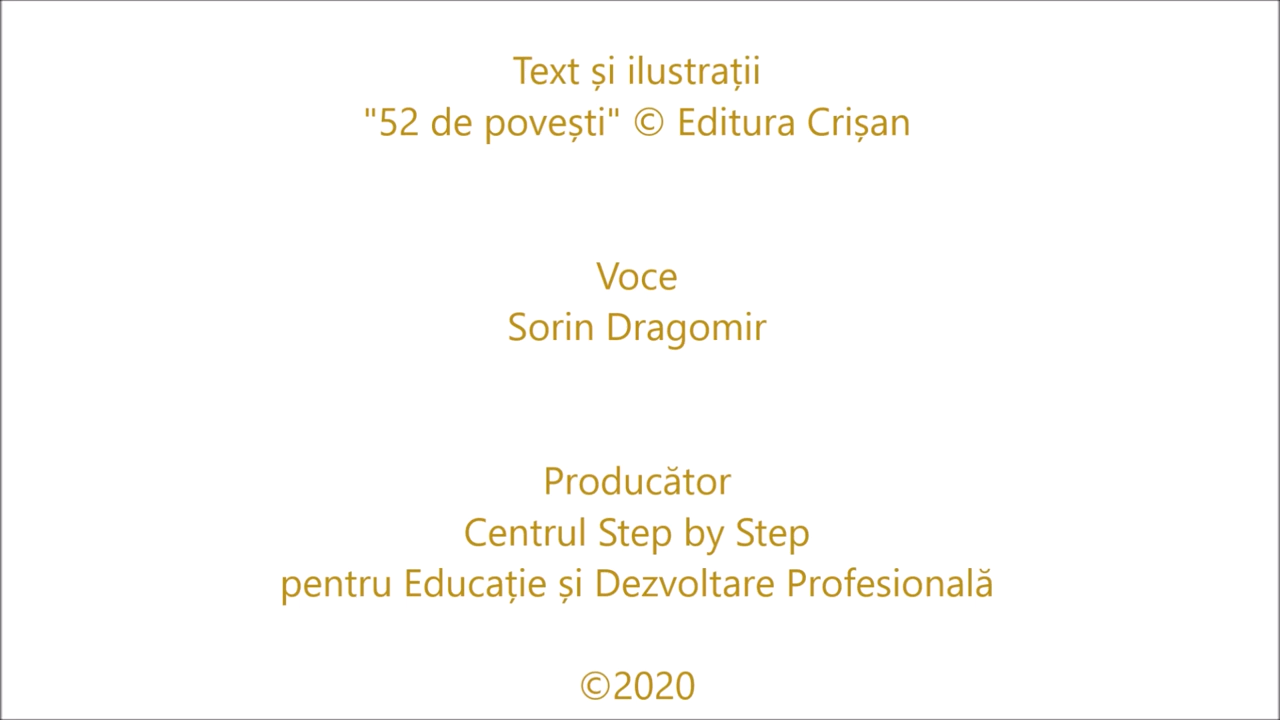 Text și ilustrații
"52 de povești" © Editura Crișan
Voce
Sorin Dragomir
Producător
Centrul Step by Step
pentru Educație și Dezvoltare Profesională
©2020